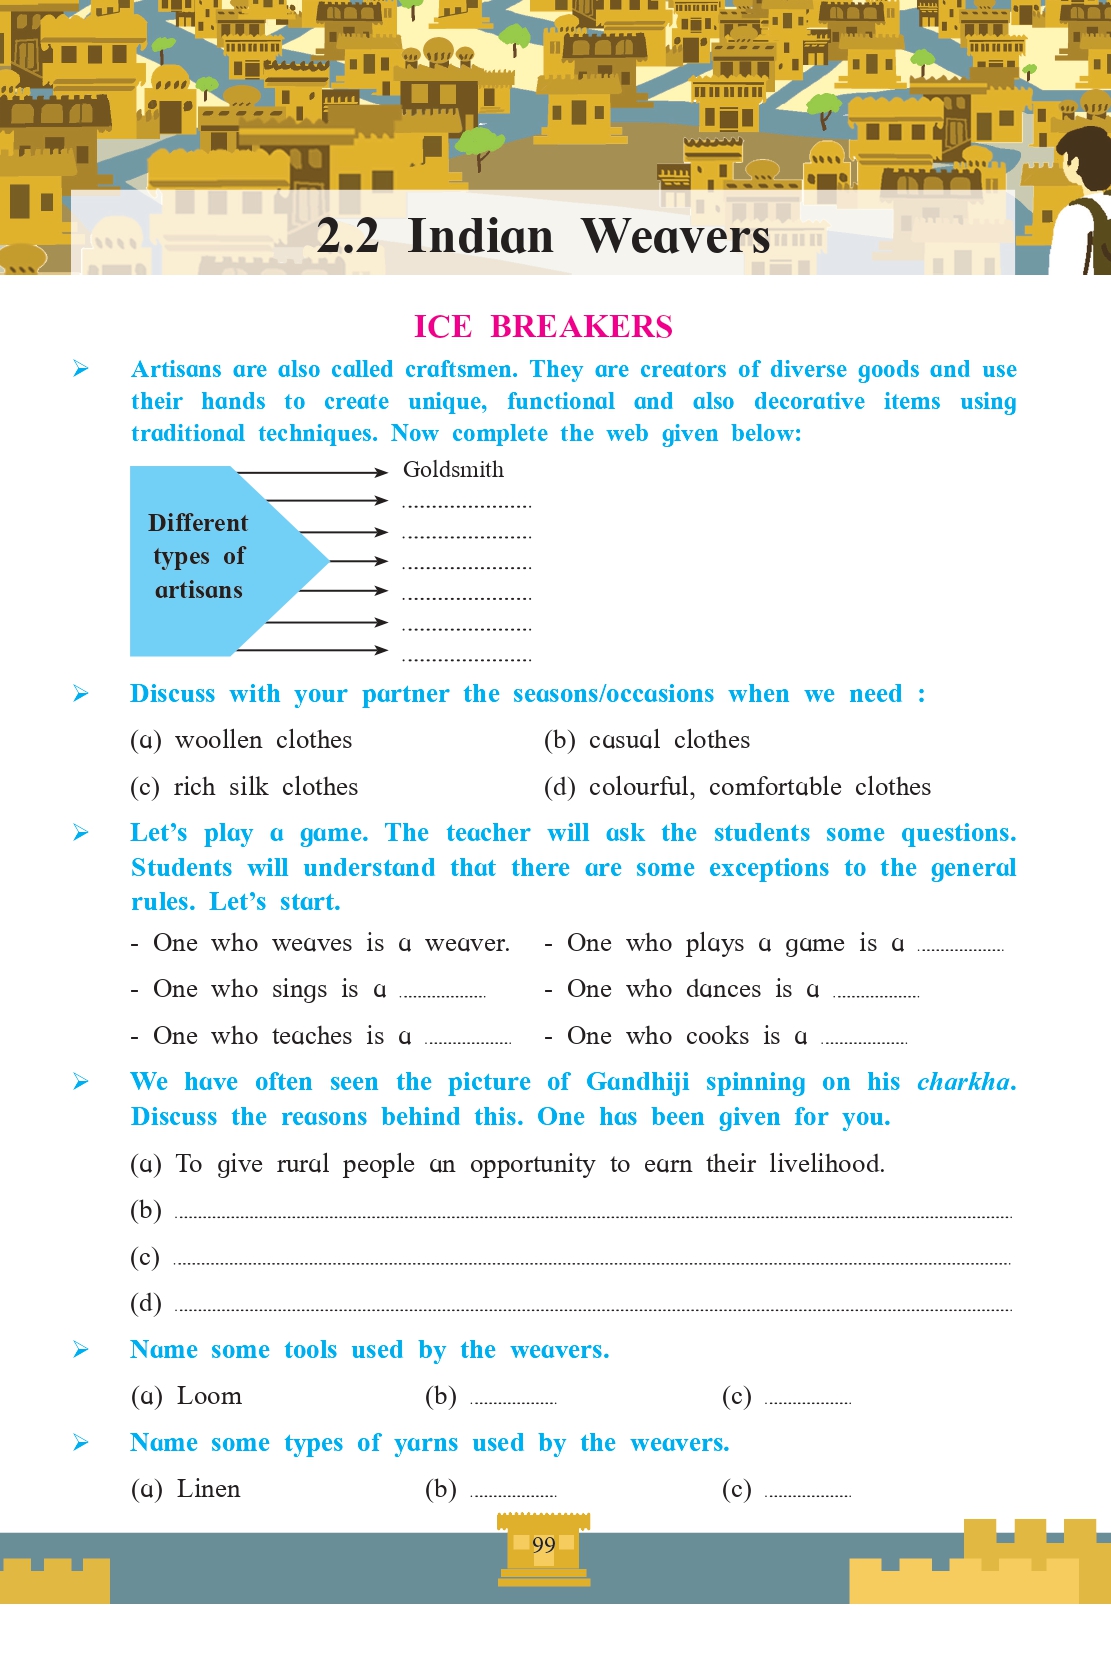 2.2 Indian Weavers
ICE BREAKERS
➢ Artisans are also called craftsmen. They are creators of diverse goods and use
their hands to create unique, functional and also decorative items using
traditional techniques. Now complete the web given below:
Different
types of
artisans
Goldsmith
........................
........................
........................
........................
........................
........................
➢ Discuss with your partner the seasons/occasions when we need :
(a) woollen clothes (b) casual clothes
(c) rich silk clothes (d) colourful, comfortable clothes
➢ Let’s play a game. The teacher will ask the students some questions.
Students will understand that there are some exceptions to the general
rules. Let’s start.
- One who weaves is a weaver. - One who plays a game is a ..................
- One who sings is a .................. - One who dances is a ..................
- One who teaches is a .................. - One who cooks is a ..................
➢ We have often seen the picture of Gandhiji spinning on his charkha.
Discuss the reasons behind this. One has been given for you.
(a) To give rural people an opportunity to earn their livelihood.
(b) ..................
(c) ..................
(d) ..................
➢ Name some tools used by the weavers.
(a) Loom (b) .................. (c) ..................
➢ Name some types of yarns used by the weavers.
(a) Linen (b) .................. (c) ..................
99